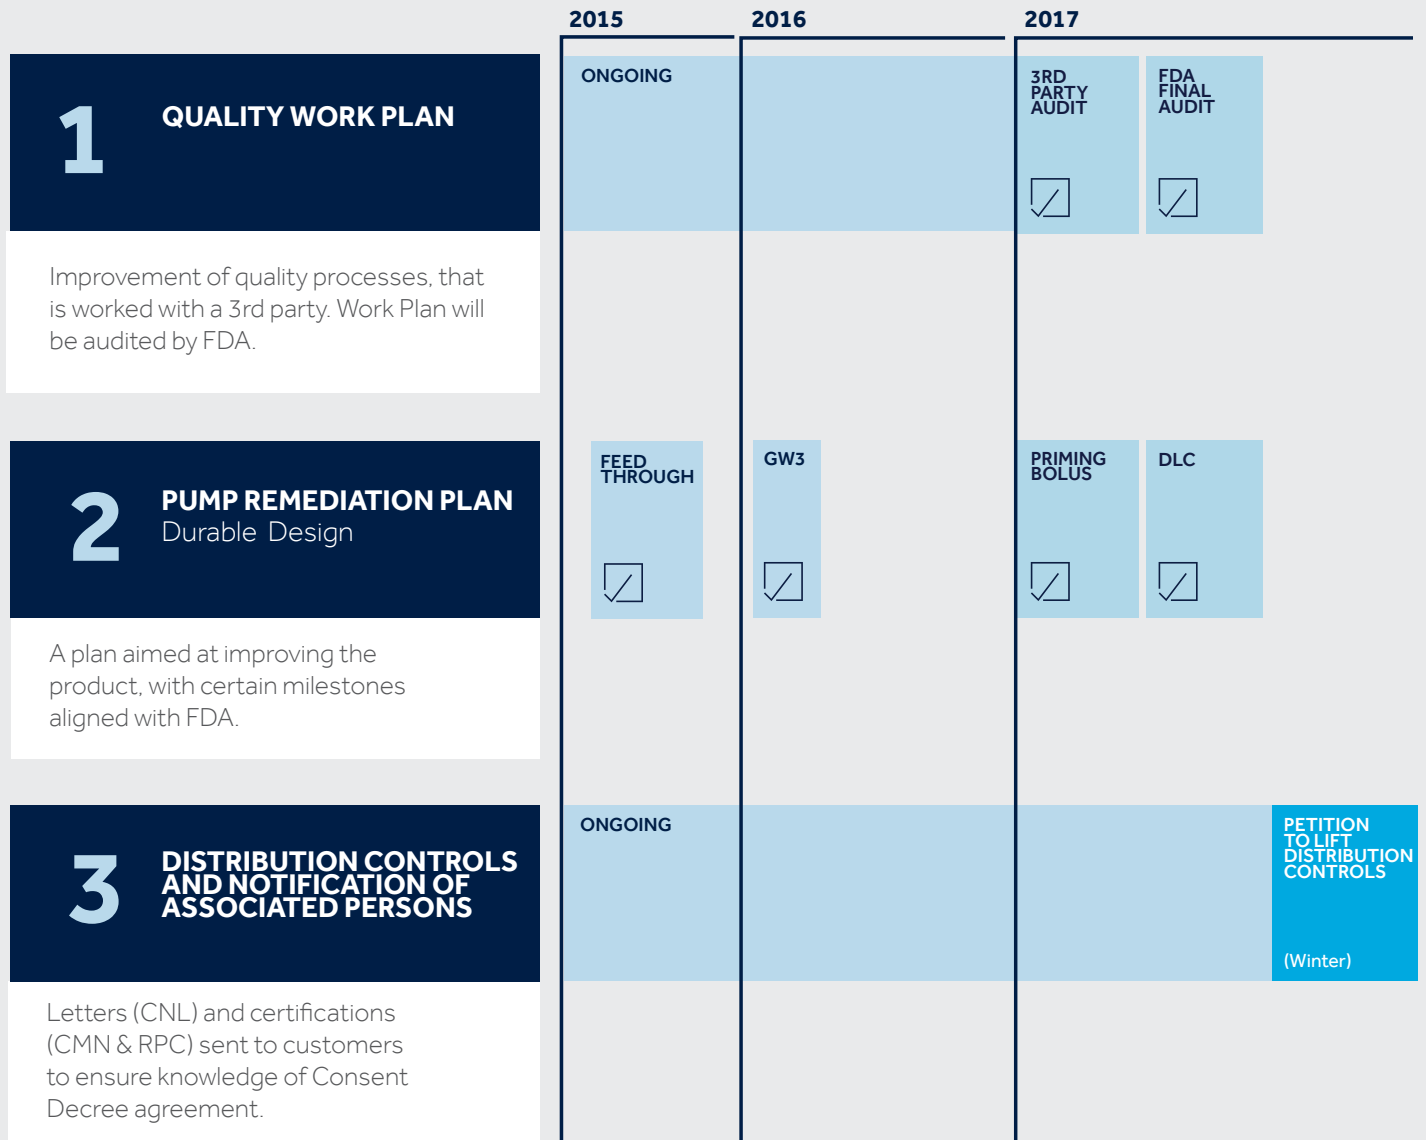 2015
2016
2017
1
QUALITY WORK PLAN
ONGOING
3RD
PARTY
AUDIT
FDA
FINAL
AUDIT
Improvement of quality processes, that
is worked with a 3rd party. Work Plan will
be audited by FDA.
2
PUMP REMEDIATION PLAN
Durable Design
FEED
THROUGH
GW3
PRIMING
BOLUS
DLC
A plan aimed at improving the
product, with certain milestones
aligned with FDA.
3
DISTRIBUTION CONTROLS
AND NOTIFICATION OF
ASSOCIATED PERSONS
ONGOING
PETITION
TO LIFT
DISTRIBUTION
CONTROLS
(Winter)
Letters (CNL) and certifications
(CMN & RPC) sent to customers
to ensure knowledge of Consent
Decree agreement.